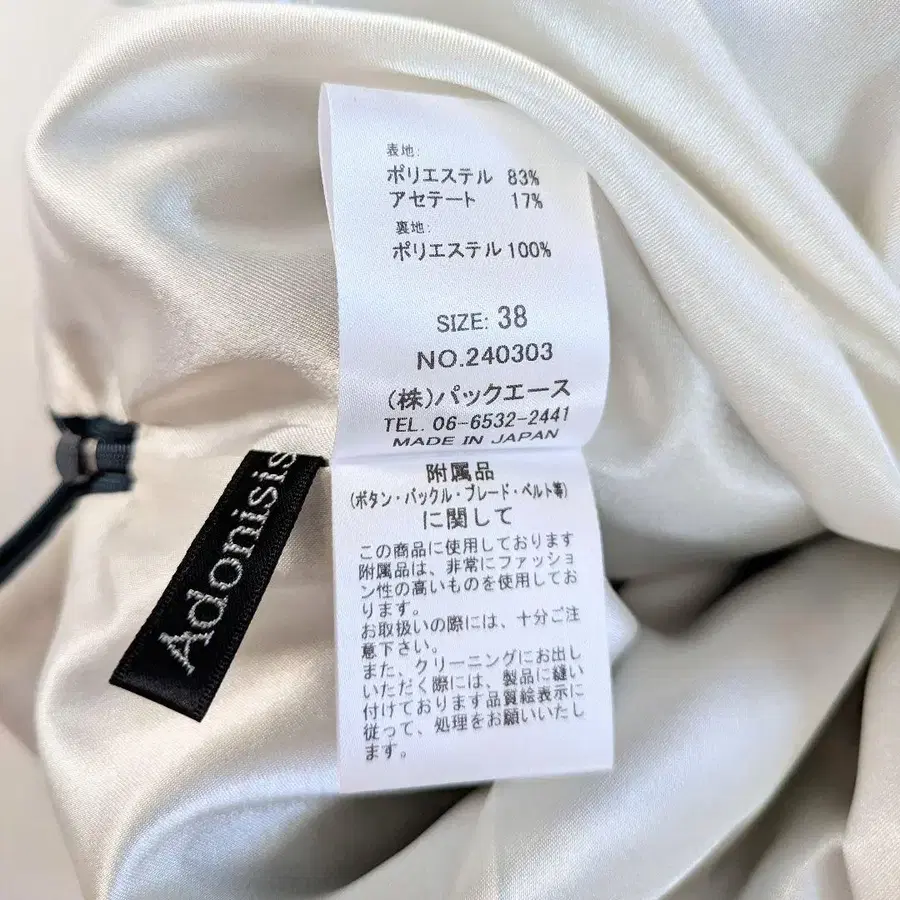 表地:
ポリエステル 83%
アセテート 17%
裏地:
ポリエステル 100%
SIZE: 38
NO.240303
(株)パックエース
TEL. 06-6532-2441
MADE IN JAPAN
附属品
(ボタン・バックル・ブレード・ベルト等)
に関して
この商品に使用しております
附属品は、非常にファッショ
ン性の高いものを使用してお
ります。
お取扱いの際には、十分ご注
意下さい。
また、クリーニングにお出し
いただく際には、製品に縫い
付けております品質絵表示に
従って、処理をお願いいたし
ます。
Adonisis